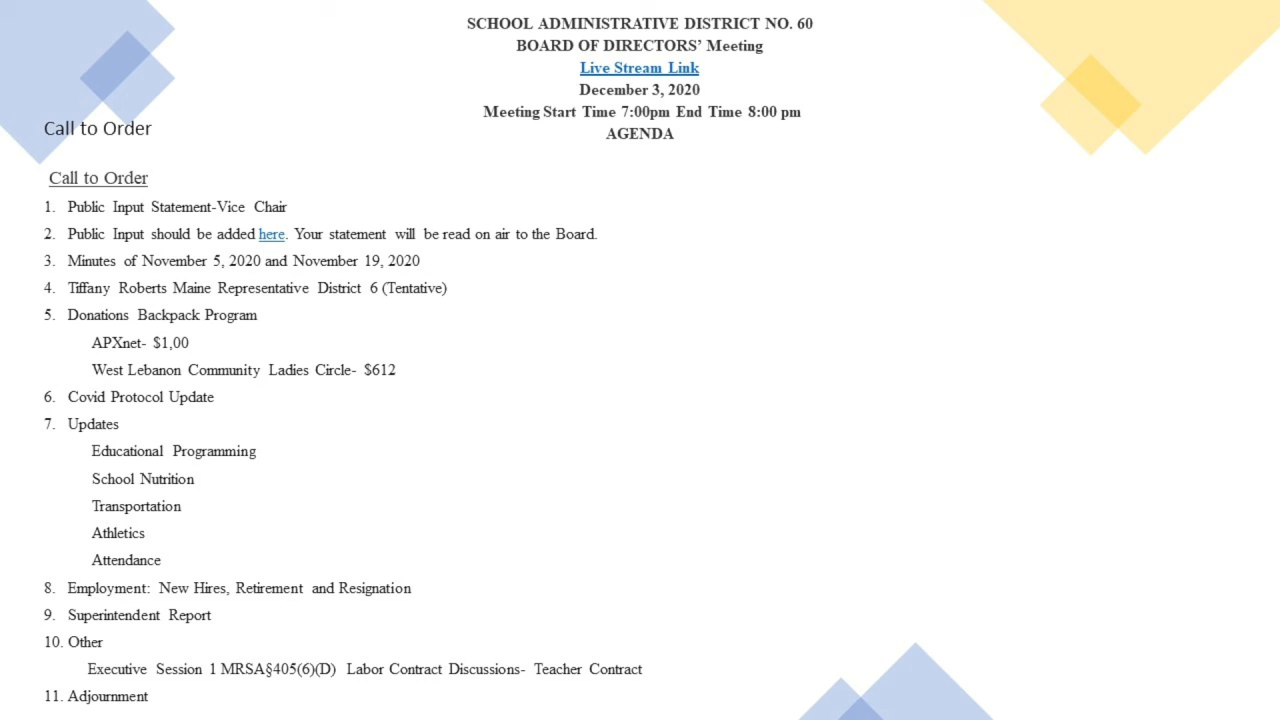 SCHOOL ADMINISTRATIVE DISTRICT NO. 60
BOARD OF DIRECTORS’ Meeting
Live Stream Link
December 3, 2020
Meeting Start Time 7:00pm End Time 8:00 pm
AGENDA
Call to Order
Call to Order
1. Public Input Statement-Vice Chair
2. Public Input should be added here. Your statement will be read on air to the Board.
3. Minutes of November 5, 2020 and November 19, 2020
4. Tiffany Roberts Maine Representative District 6 (Tentative)
5. Donations Backpack Program
APXnet- $1,00
West Lebanon Community Ladies Circle- $612
6. Covid Protocol Update
7. Updates
Educational Programming
School Nutrition
Transportation
Athletics
Attendance
8. Employment: New Hires, Retirement and Resignation
9. Superintendent Report
10. Other
Executive Session 1 MRSA§405(6)(D) Labor Contract Discussions- Teacher Contract
11. Adjournment